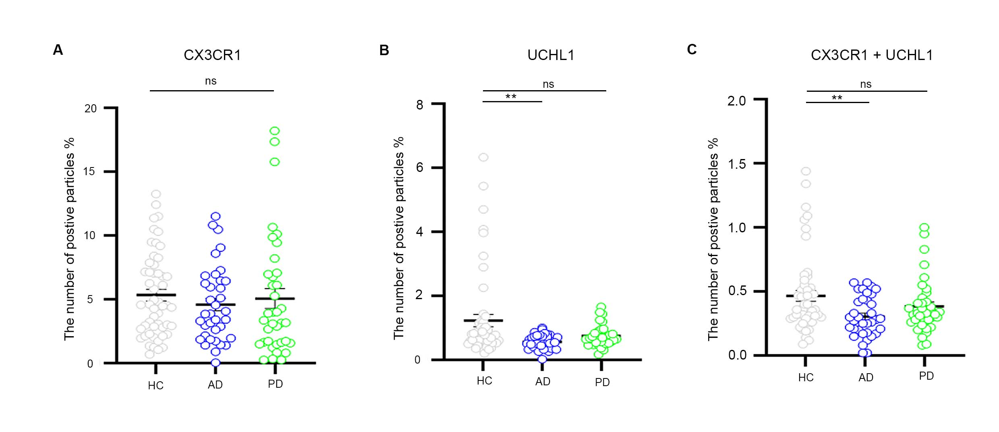 A
CX3CR1
ns
The number of postive particles %
20
15
10
5
0
HC
AD
PD
B
UCHL1
ns
**
The number of postive particles %
8
6
4
2
0
HC
AD
PD
C
CX3CR1 + UCHL1
ns
**
The number of postive particles %
2.0
1.5
1.0
0.5
0.0
HC
AD
PD